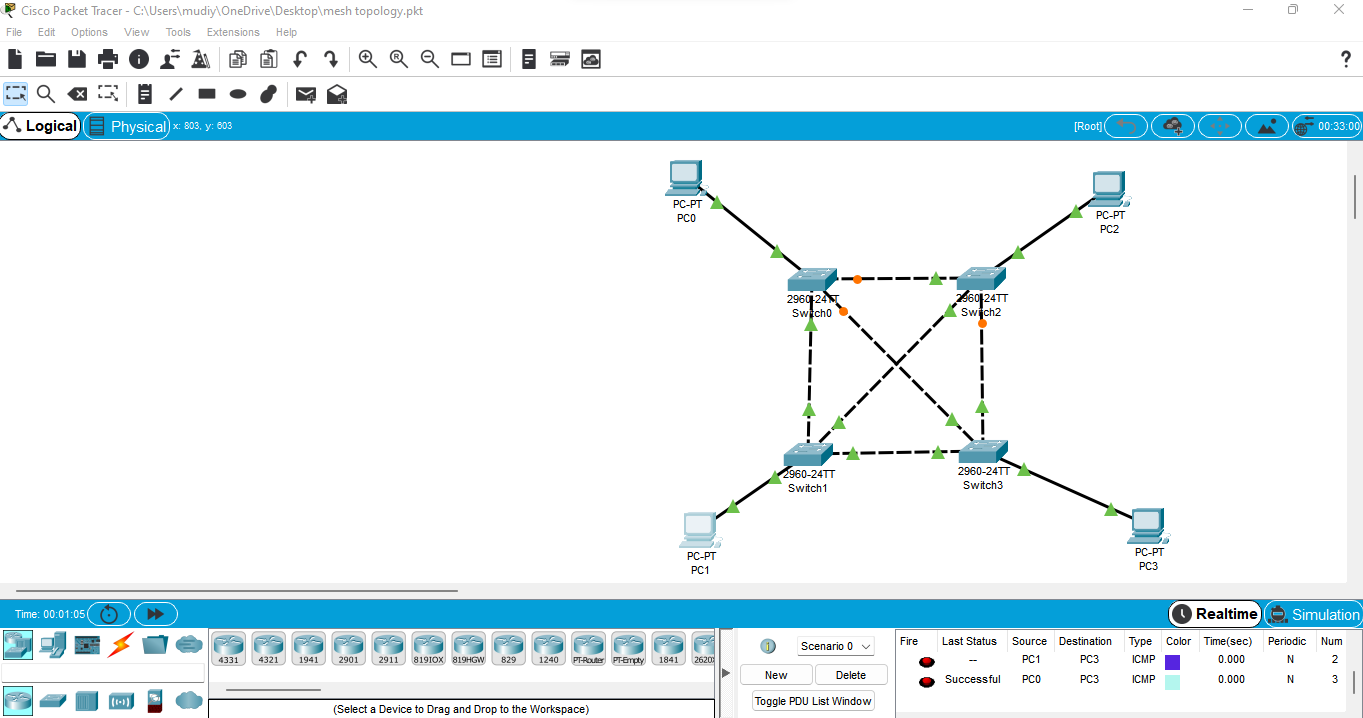 Cisco Packet Tracer - C:\Users\mudiy\OneDrive\Desktop\mesh topology.pkt
File Edit Options View Tools Extensions Help
Logical Physical x: 803, y: 603 [Root] 00:33:00
PC-PT
PC0
PC-PT
PC2
2960-24TT
Switch0
2960-24TT
Switch2
2960-24TT
Switch1
2960-24TT
Switch3
PC-PT
PC1
PC-PT
PC3
Time: 00:01:05 Realtime Simulation
4331 4321 1941 2901 2911 819IOX 819HGW 829 1240 PT-Router PT-Empty 1841 2620X
(Select a Device to Drag and Drop to the Workspace)
Scenario 0
New Delete
Toggle PDU List Window
Fire Last Status Source Destination Type Color Time(sec) Periodic Num
-- PC1 PC3 ICMP 0.000 N 2
Successful PC0 PC3 ICMP 0.000 N 3